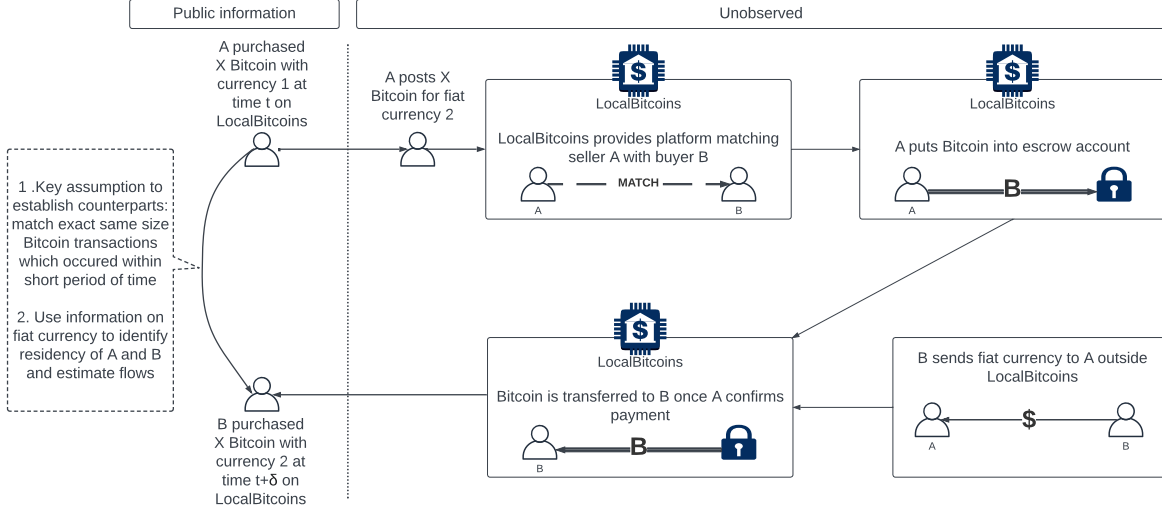 Public information
Unobserved
A purchased
X Bitcoin with
currency 1 at
time t on
LocalBitcoins
A posts X
Bitcoin for fiat
currency 2
$
LocalBitcoins
LocalBitcoins provides platform matching
seller A with buyer B
MATCH
A
B
$
LocalBitcoins
A puts Bitcoin into escrow account
B
A
1 .Key assumption to
establish counterparts:
match exact same size
Bitcoin transactions
which occured within
short period of time
2. Use information on
fiat currency to identify
residency of A and B
and estimate flows
$
LocalBitcoins
Bitcoin is transferred to B once A confirms
payment
B
B
B sends fiat currency to A outside
LocalBitcoins
$
A
B
B purchased
X Bitcoin with
currency 2 at
time t+δ on
LocalBitcoins